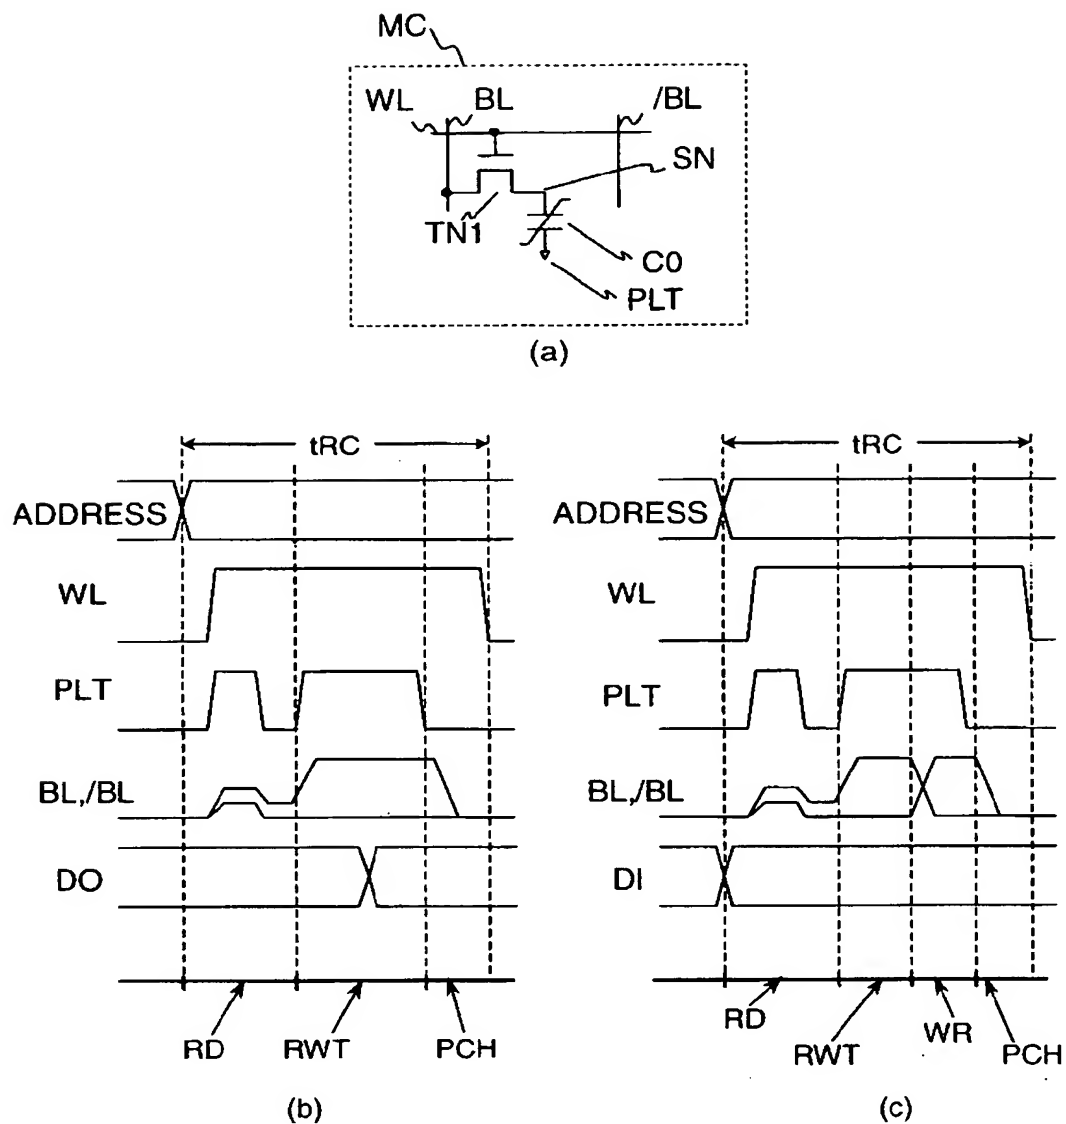 MC
WL BL /BL
SN
TN1
C0
PLT
(a)
tRC
ADDRESS
WL
PLT
BL,/BL
DO
RD RWT PCH
(b)
tRC
ADDRESS
WL
PLT
BL,/BL
DI
RD RWT WR PCH
(c)